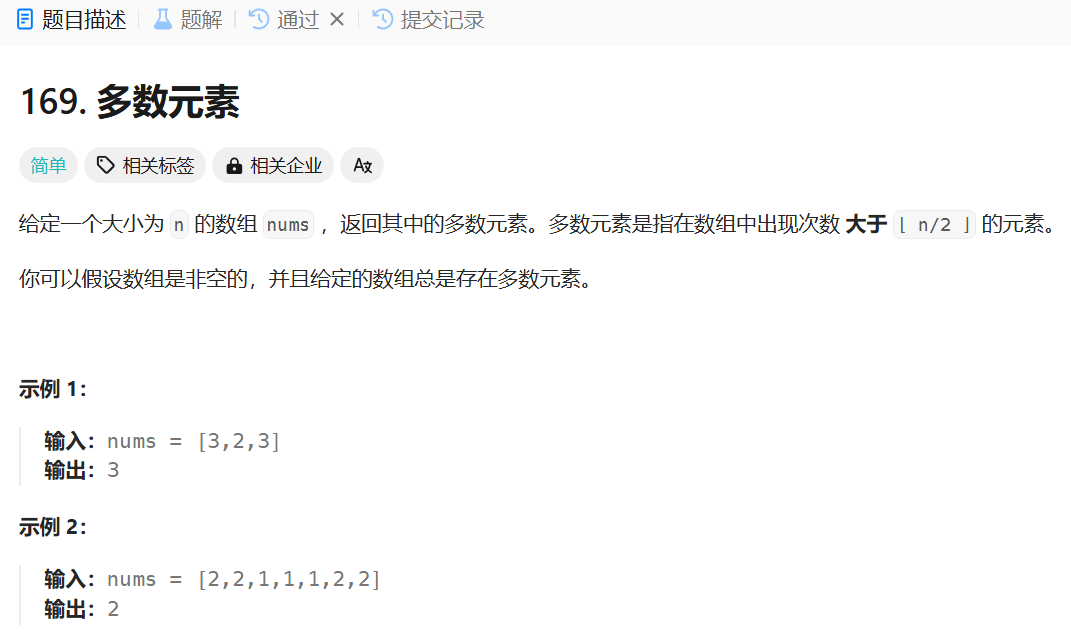 题目描述 题解 通过 提交记录
169. 多数元素
简单 相关标签 相关企业
给定一个大小为 n 的数组 nums ，返回其中的多数元素。多数元素是指在数组中出现次数 大于 ⌊ n/2 ⌋ 的元素。
你可以假设数组是非空的，并且给定的数组总是存在多数元素。
示例 1：
输入：nums = [3,2,3]
输出：3
示例 2：
输入：nums = [2,2,1,1,1,2,2]
输出：2